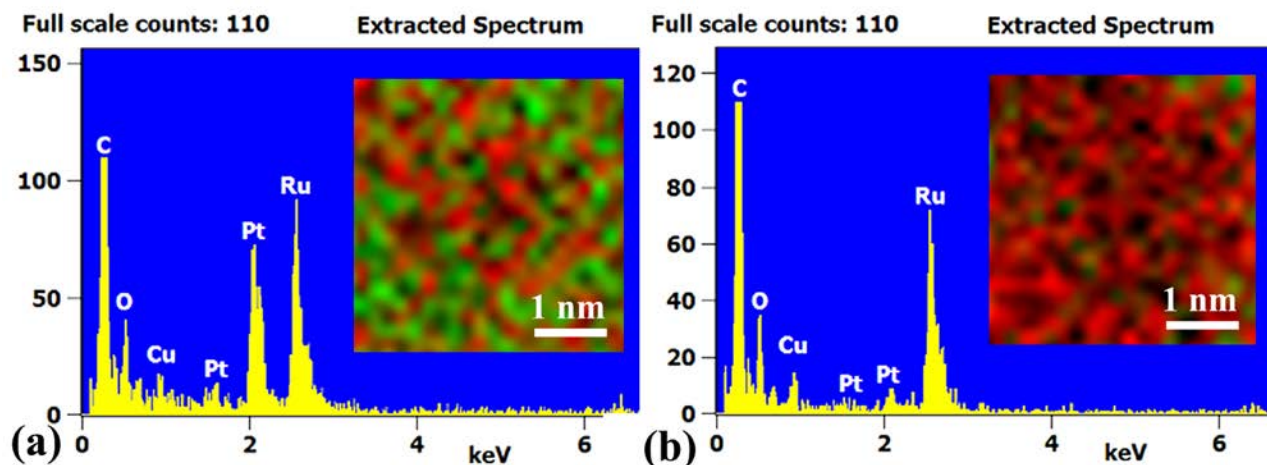 Full scale counts: 110 Extracted Spectrum
150
100
50
0
C
O
Cu
Pt
Pt
Ru
1 nm
0 2 4 6
keV
(a)
Full scale counts: 110 Extracted Spectrum
120
100
80
60
40
20
0
C
O
Cu
Pt
Pt
Ru
1 nm
0 2 4 6
keV
(b)